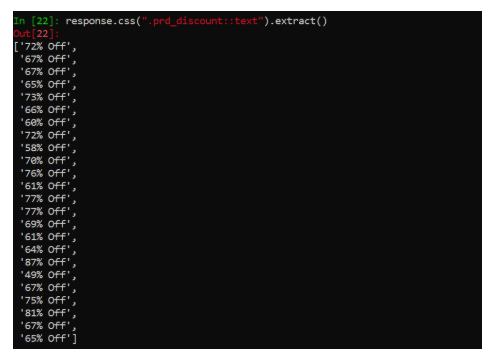 In [22]: response.css(".prd_discount::text").extract()
Out[22]:
['72% Off',
 '67% Off',
 '67% Off',
 '65% Off',
 '73% Off',
 '66% Off',
 '60% Off',
 '72% Off',
 '58% Off',
 '70% Off',
 '76% Off',
 '61% Off',
 '77% Off',
 '77% Off',
 '69% Off',
 '61% Off',
 '64% Off',
 '87% Off',
 '49% Off',
 '67% Off',
 '75% Off',
 '81% Off',
 '67% Off',
 '65% Off']